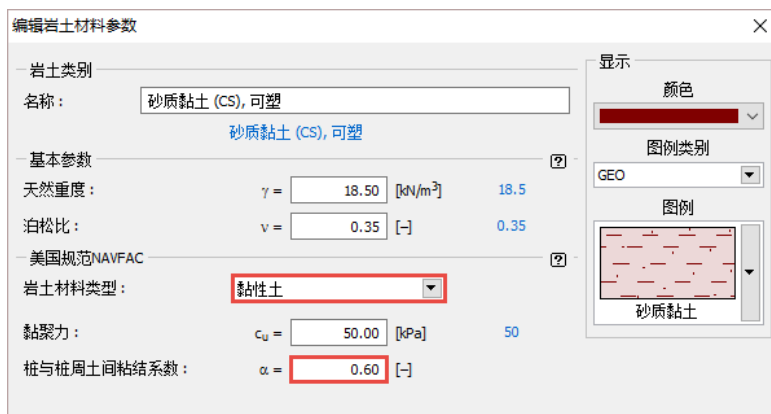 编辑岩土材料参数
岩土类别
名称：
砂质黏土 (CS), 可塑
砂质黏土 (CS), 可塑
基本参数
天然重度：
γ = 18.50 [kN/m³] 18.5
泊松比：
ν = 0.35 [–] 0.35
美国规范NAVFAC
岩土材料类型：
黏性土
黏聚力：
cᵤ = 50.00 [kPa] 50
桩与桩周土间粘结系数：
α = 0.60 [–]
显示
颜色
图例类别
GEO
图例
砂质黏土